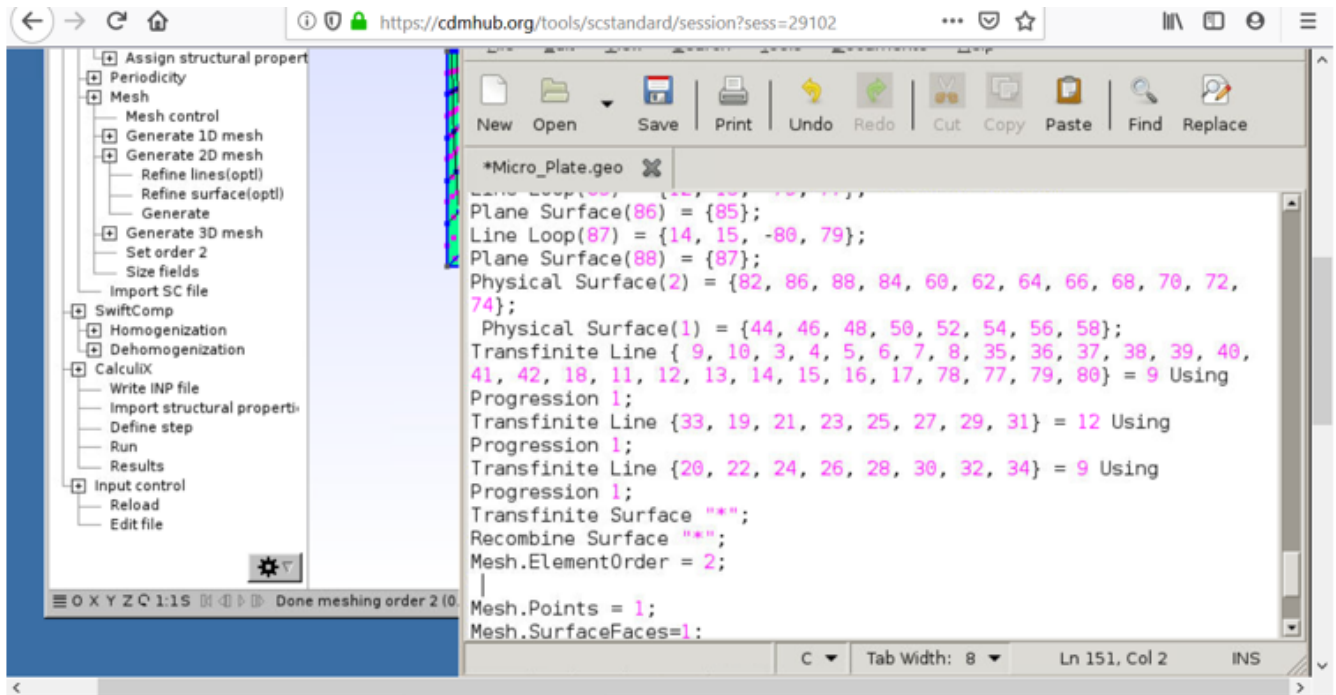 https://cdmhub.org/tools/scstandard/session?sess=29102
Assign structural propert
Periodicity
Mesh
Mesh control
Generate 1D mesh
Generate 2D mesh
Refine lines(optl)
Refine surface(optl)
Generate
Generate 3D mesh
Set order 2
Size fields
Import SC file
SwiftComp
Homogenization
Dehomogenization
CalculiX
Write INP file
Import structural properti
Define step
Run
Results
Input control
Reload
Edit file
O X Y Z 1:1 S Done meshing order 2 (0.
New Open Save Print Undo Redo Cut Copy Paste Find Replace
*Micro_Plate.geo
Plane Surface(86) = {85};
Line Loop(87) = {14, 15, -80, 79};
Plane Surface(88) = {87};
Physical Surface(2) = {82, 86, 88, 84, 60, 62, 64, 66, 68, 70, 72,
74};
Physical Surface(1) = {44, 46, 48, 50, 52, 54, 56, 58};
Transfinite Line { 9, 10, 3, 4, 5, 6, 7, 8, 35, 36, 37, 38, 39, 40,
41, 42, 18, 11, 12, 13, 14, 15, 16, 17, 78, 77, 79, 80} = 9 Using
Progression 1;
Transfinite Line {33, 19, 21, 23, 25, 27, 29, 31} = 12 Using
Progression 1;
Transfinite Line {20, 22, 24, 26, 28, 30, 32, 34} = 9 Using
Progression 1;
Transfinite Surface "*";
Recombine Surface "*";
Mesh.ElementOrder = 2;
Mesh.Points = 1;
Mesh.SurfaceFaces=1;
C Tab Width: 8 Ln 151, Col 2 INS